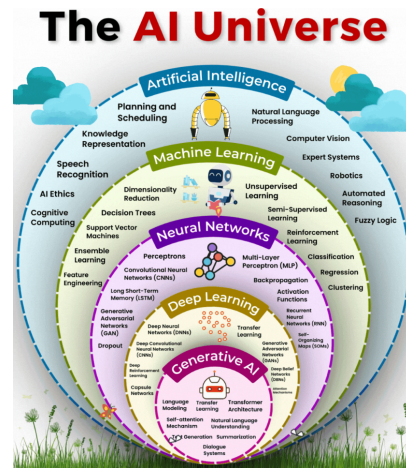 The AI Universe
Artificial Intelligence
Planning and
Scheduling
Natural Language
Processing
Knowledge
Representation
Computer Vision
Speech
Recognition
Expert Systems
Robotics
AI Ethics
Automated
Reasoning
Cognitive
Computing
Fuzzy Logic
Machine Learning
Dimensionality
Reduction
Unsupervised
Learning
Decision Trees
Semi-Supervised
Learning
Support Vector
Machines
Reinforcement
Learning
Ensemble
Learning
Classification
Feature
Engineering
Regression
Clustering
Neural Networks
Perceptrons
Multi-Layer
Perceptron (MLP)
Convolutional Neural
Networks (CNNs)
Backpropagation
Long Short-Term
Memory (LSTM)
Activation
Functions
Generative
Adversarial
Networks
(GAN)
Recurrent
Neural
Networks (RNN)
Dropout
Self-
Organizing
Maps (SOMs)
Deep Learning
Deep Neural
Networks (DNNs)
Transfer
Learning
Deep Convolutional
Neural Networks
(CNNs)
Generative
Adversarial
Networks
(GANs)
Deep
Reinforcement
Learning
Deep Belief
Networks
(DBNs)
Capsule
Networks
Attention
Mechanisms
Generative AI
Language
Modeling
Transfer
Learning
Transformer
Architecture
Self-attention
Mechanism
Natural Language
Understanding
Generation
Summarization
Dialogue
Systems